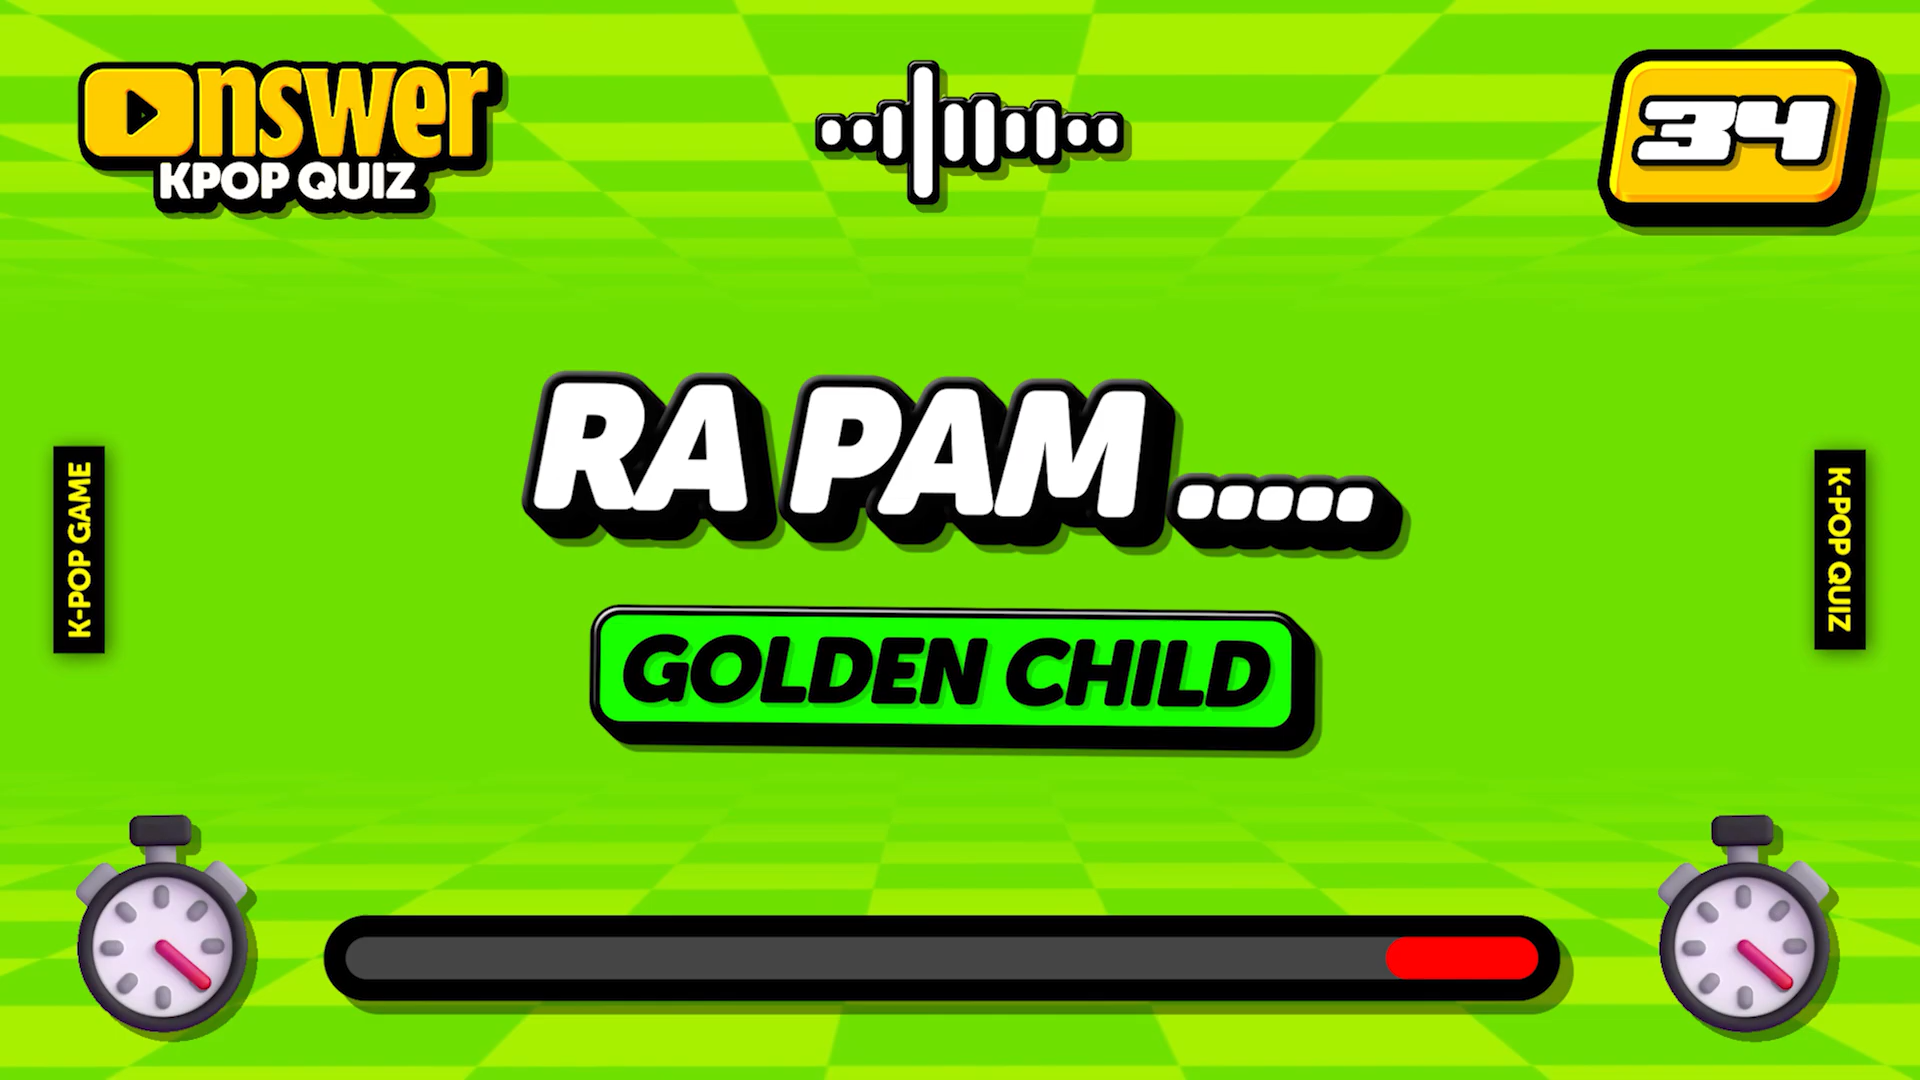 nswer
KPOP QUIZ
34
RA PAM .....
GOLDEN CHILD
K-POP GAME
K-POP QUIZ